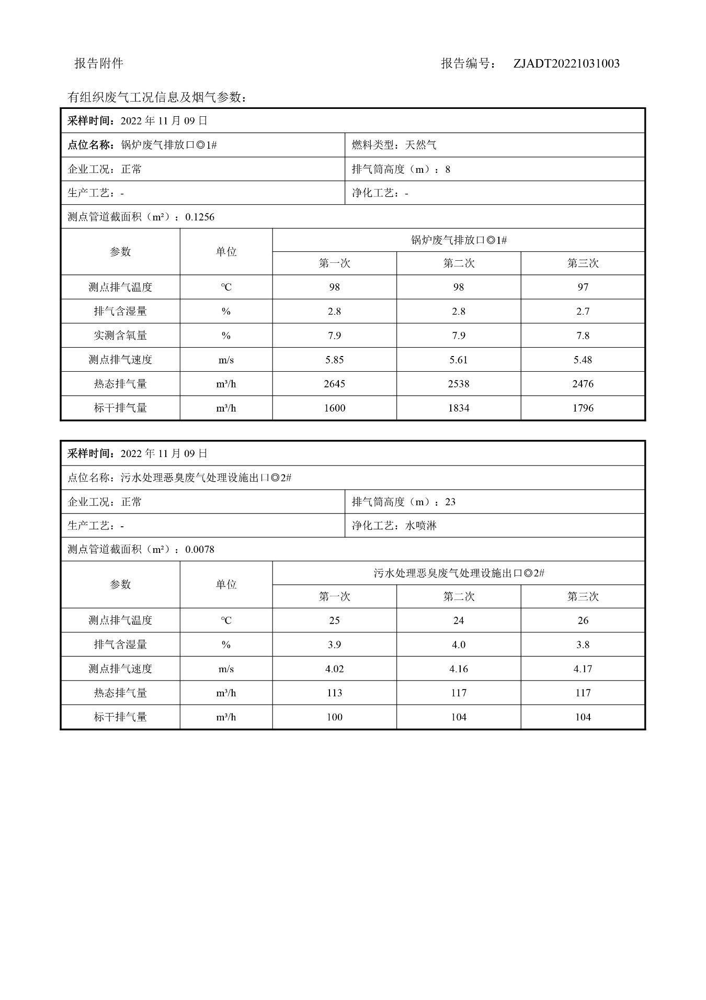 报告附件 报告编号： ZJADT20221031003
有组织废气工况信息及烟气参数：
采样时间：2022 年 11 月 09 日
点位名称：锅炉废气排放口◎1# 燃料类型：天然气
企业工况：正常 排气筒高度（m）：8
生产工艺：- 净化工艺：-
测点管道截面积（m²）：0.1256
参数 单位 锅炉废气排放口◎1#
第一次 第二次 第三次
测点排气温度 ℃ 98 98 97
排气含湿量 % 2.8 2.8 2.7
实测含氧量 % 7.9 7.9 7.8
测点排气速度 m/s 5.85 5.61 5.48
热态排气量 m³/h 2645 2538 2476
标干排气量 m³/h 1600 1834 1796
采样时间：2022 年 11 月 09 日
点位名称：污水处理恶臭废气处理设施出口◎2#
企业工况：正常 排气筒高度（m）：23
生产工艺：- 净化工艺：水喷淋
测点管道截面积（m²）：0.0078
参数 单位 污水处理恶臭废气处理设施出口◎2#
第一次 第二次 第三次
测点排气温度 ℃ 25 24 26
排气含湿量 % 3.9 4.0 3.8
测点排气速度 m/s 4.02 4.16 4.17
热态排气量 m³/h 113 117 117
标干排气量 m³/h 100 104 104